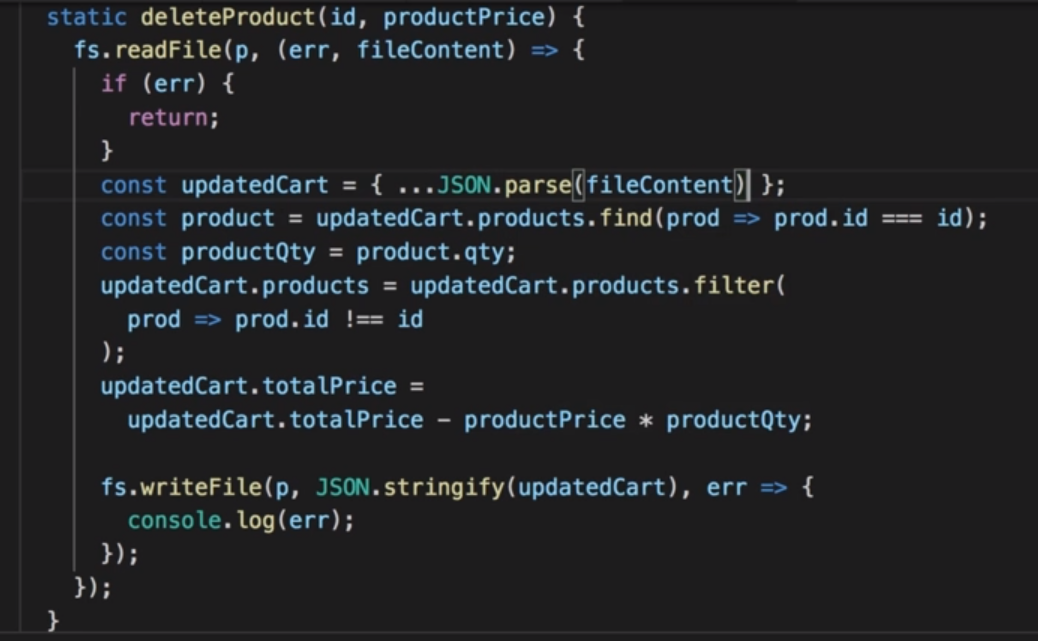 static deleteProduct(id, productPrice) {
fs.readFile(p, (err, fileContent) => {
if (err) {
return;
}
const updatedCart = { ...JSON.parse(fileContent) };
const product = updatedCart.products.find(prod => prod.id === id);
const productQty = product.qty;
updatedCart.products = updatedCart.products.filter(
prod => prod.id !== id
);
updatedCart.totalPrice =
updatedCart.totalPrice - productPrice * productQty;
fs.writeFile(p, JSON.stringify(updatedCart), err => {
console.log(err);
});
});
}